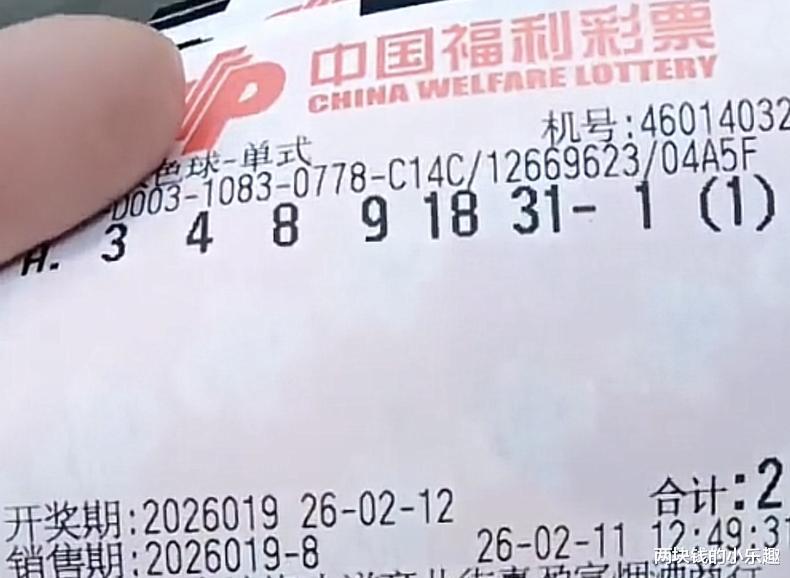 中国福利彩票
CHINA WELFARE LOTTERY
机号:46014032
色球-单式
D003-1083-0778-C14C/12669623/04A5F
A. 3 4 8 9 18 31- 1 (1)
开奖期:2026019 26-02-12 合计:2
销售期:2026019-8 26-02-11 12:49:31
两块钱的小乐趣